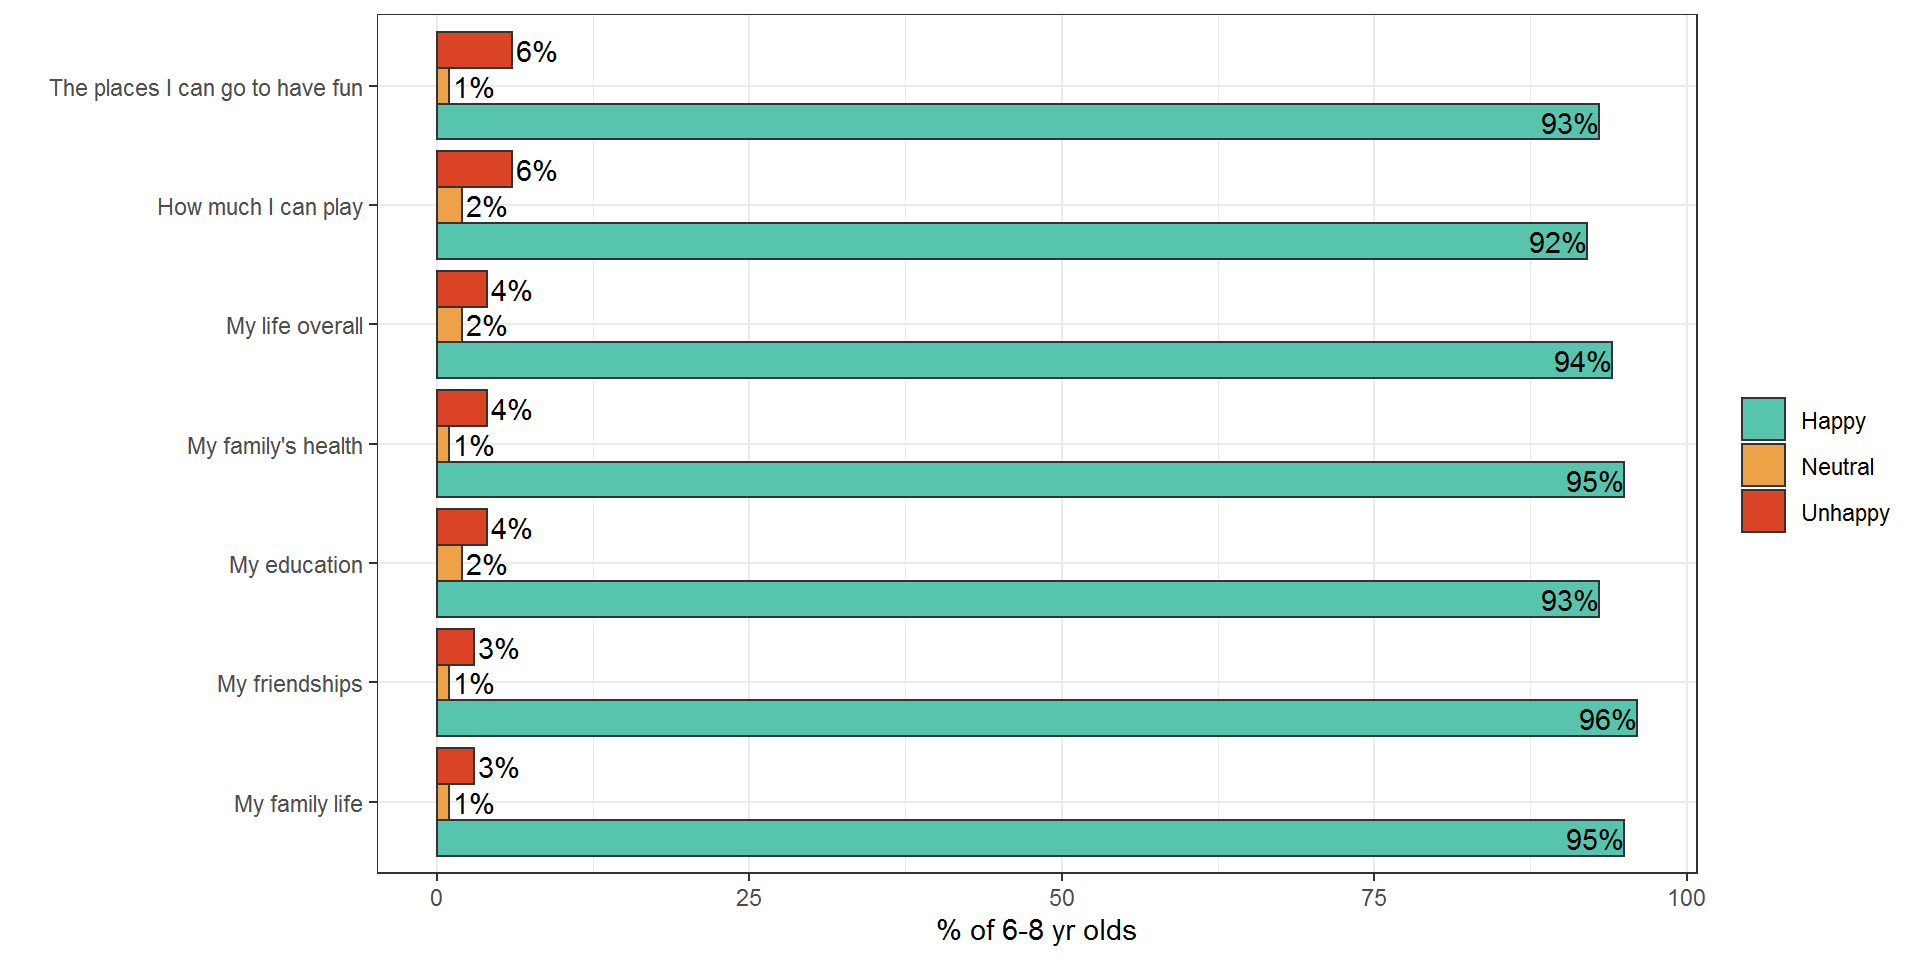 The places I can go to have fun
6%
1%
93%
How much I can play
6%
2%
92%
My life overall
4%
2%
94%
My family's health
4%
1%
95%
My education
4%
2%
93%
My friendships
3%
1%
96%
My family life
3%
1%
95%
0 25 50 75 100
% of 6-8 yr olds
Happy
Neutral
Unhappy